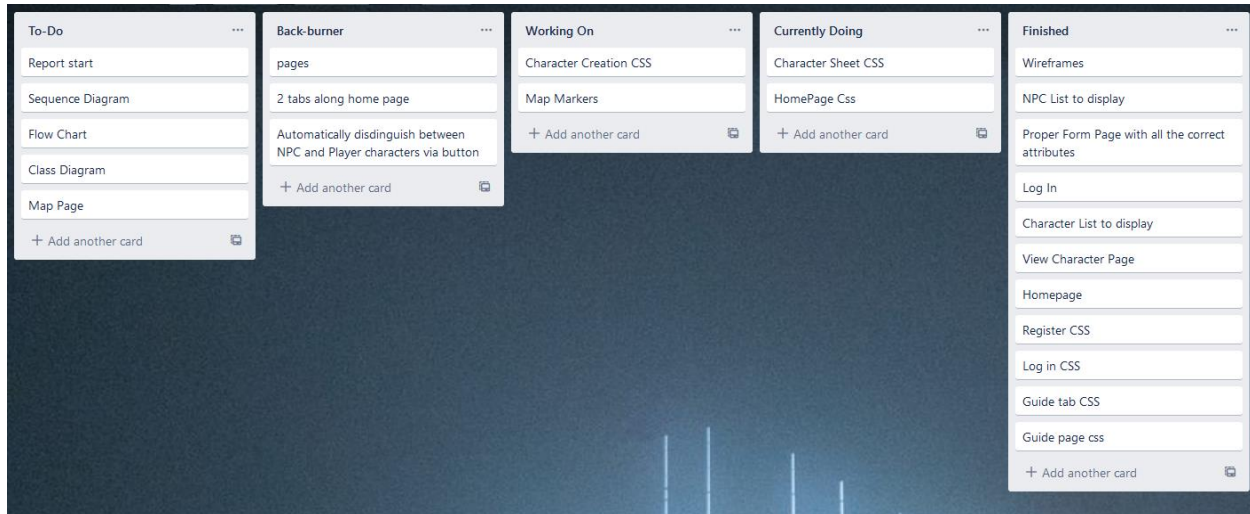 To-Do
Report start
Sequence Diagram
Flow Chart
Class Diagram
Map Page
+ Add another card
Back-burner
pages
2 tabs along home page
Automatically disdinguish between
NPC and Player characters via button
+ Add another card
Working On
Character Creation CSS
Map Markers
+ Add another card
Currently Doing
Character Sheet CSS
HomePage Css
+ Add another card
Finished
Wireframes
NPC List to display
Proper Form Page with all the correct
attributes
Log In
Character List to display
View Character Page
Homepage
Register CSS
Log in CSS
Guide tab CSS
Guide page css
+ Add another card